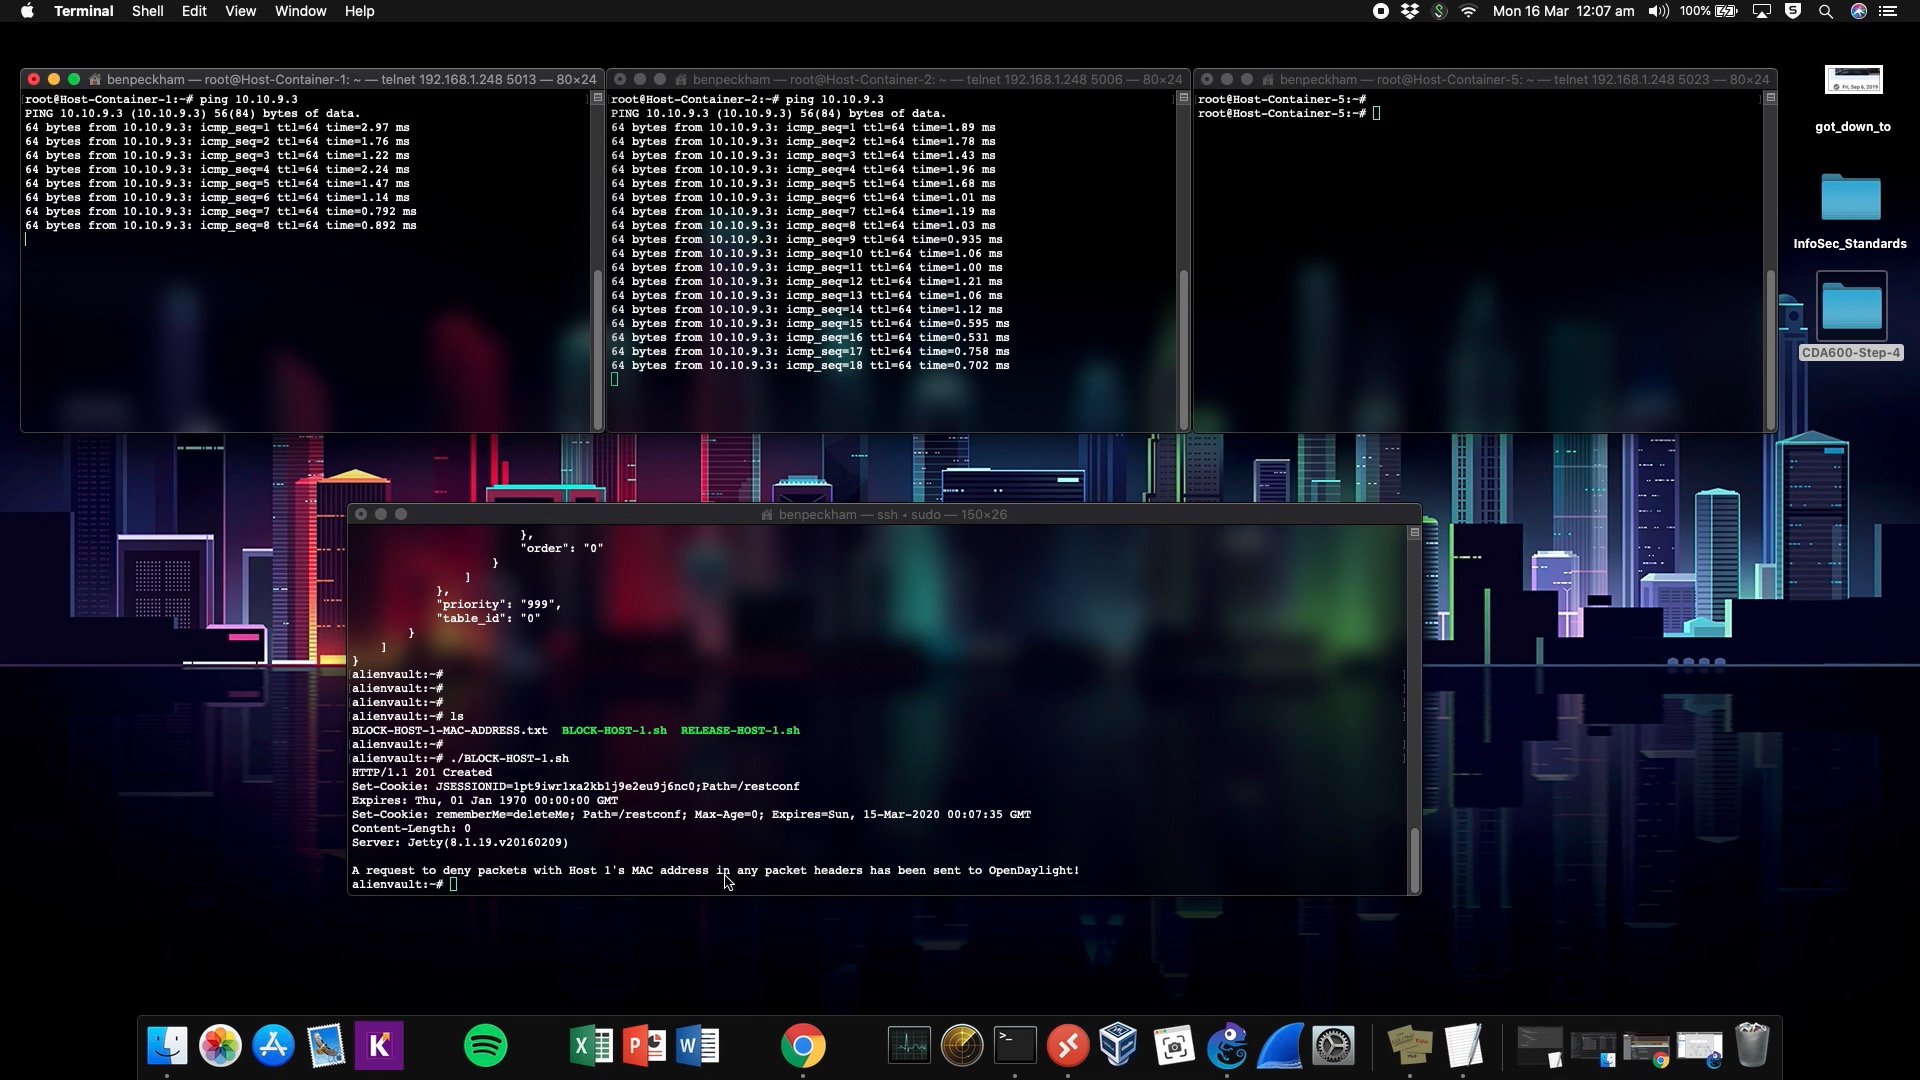 Terminal Shell Edit View Window Help
Mon 16 Mar 12:07 am 100%
benpeckham — root@Host-Container-1: ~ — telnet 192.168.1.248 5013 — 80×24
root@Host-Container-1:~# ping 10.10.9.3
PING 10.10.9.3 (10.10.9.3) 56(84) bytes of data.
64 bytes from 10.10.9.3: icmp_seq=1 ttl=64 time=2.97 ms
64 bytes from 10.10.9.3: icmp_seq=2 ttl=64 time=1.76 ms
64 bytes from 10.10.9.3: icmp_seq=3 ttl=64 time=1.22 ms
64 bytes from 10.10.9.3: icmp_seq=4 ttl=64 time=2.24 ms
64 bytes from 10.10.9.3: icmp_seq=5 ttl=64 time=1.47 ms
64 bytes from 10.10.9.3: icmp_seq=6 ttl=64 time=1.14 ms
64 bytes from 10.10.9.3: icmp_seq=7 ttl=64 time=0.792 ms
64 bytes from 10.10.9.3: icmp_seq=8 ttl=64 time=0.892 ms
benpeckham — root@Host-Container-2: ~ — telnet 192.168.1.248 5006 — 80×24
root@Host-Container-2:~# ping 10.10.9.3
PING 10.10.9.3 (10.10.9.3) 56(84) bytes of data.
64 bytes from 10.10.9.3: icmp_seq=1 ttl=64 time=1.89 ms
64 bytes from 10.10.9.3: icmp_seq=2 ttl=64 time=1.78 ms
64 bytes from 10.10.9.3: icmp_seq=3 ttl=64 time=1.43 ms
64 bytes from 10.10.9.3: icmp_seq=4 ttl=64 time=1.96 ms
64 bytes from 10.10.9.3: icmp_seq=5 ttl=64 time=1.68 ms
64 bytes from 10.10.9.3: icmp_seq=6 ttl=64 time=1.01 ms
64 bytes from 10.10.9.3: icmp_seq=7 ttl=64 time=1.19 ms
64 bytes from 10.10.9.3: icmp_seq=8 ttl=64 time=1.03 ms
64 bytes from 10.10.9.3: icmp_seq=9 ttl=64 time=0.935 ms
64 bytes from 10.10.9.3: icmp_seq=10 ttl=64 time=1.06 ms
64 bytes from 10.10.9.3: icmp_seq=11 ttl=64 time=1.00 ms
64 bytes from 10.10.9.3: icmp_seq=12 ttl=64 time=1.21 ms
64 bytes from 10.10.9.3: icmp_seq=13 ttl=64 time=1.06 ms
64 bytes from 10.10.9.3: icmp_seq=14 ttl=64 time=1.12 ms
64 bytes from 10.10.9.3: icmp_seq=15 ttl=64 time=0.595 ms
64 bytes from 10.10.9.3: icmp_seq=16 ttl=64 time=0.531 ms
64 bytes from 10.10.9.3: icmp_seq=17 ttl=64 time=0.758 ms
64 bytes from 10.10.9.3: icmp_seq=18 ttl=64 time=0.702 ms
benpeckham — root@Host-Container-5: ~ — telnet 192.168.1.248 5023 — 80×24
root@Host-Container-5:~#
root@Host-Container-5:~#
Fri, Sep 6, 2019
got_down_to
InfoSec_Standards
CDA600-Step-4
benpeckham — ssh • sudo — 150×26
},
"order": "0"
}
]
},
"priority": "999",
"table_id": "0"
}
]
}
alienvault:~#
alienvault:~#
alienvault:~#
alienvault:~# ls
BLOCK-HOST-1-MAC-ADDRESS.txt BLOCK-HOST-1.sh RELEASE-HOST-1.sh
alienvault:~#
alienvault:~# ./BLOCK-HOST-1.sh
HTTP/1.1 201 Created
Set-Cookie: JSESSIONID=1pt9iwr1xa2kb1j9e2eu9j6nc0;Path=/restconf
Expires: Thu, 01 Jan 1970 00:00:00 GMT
Set-Cookie: rememberMe=deleteMe; Path=/restconf; Max-Age=0; Expires=Sun, 15-Mar-2020 00:07:35 GMT
Content-Length: 0
Server: Jetty(8.1.19.v20160209)
A request to deny packets with Host 1's MAC address in any packet headers has been sent to OpenDaylight!
alienvault:~#